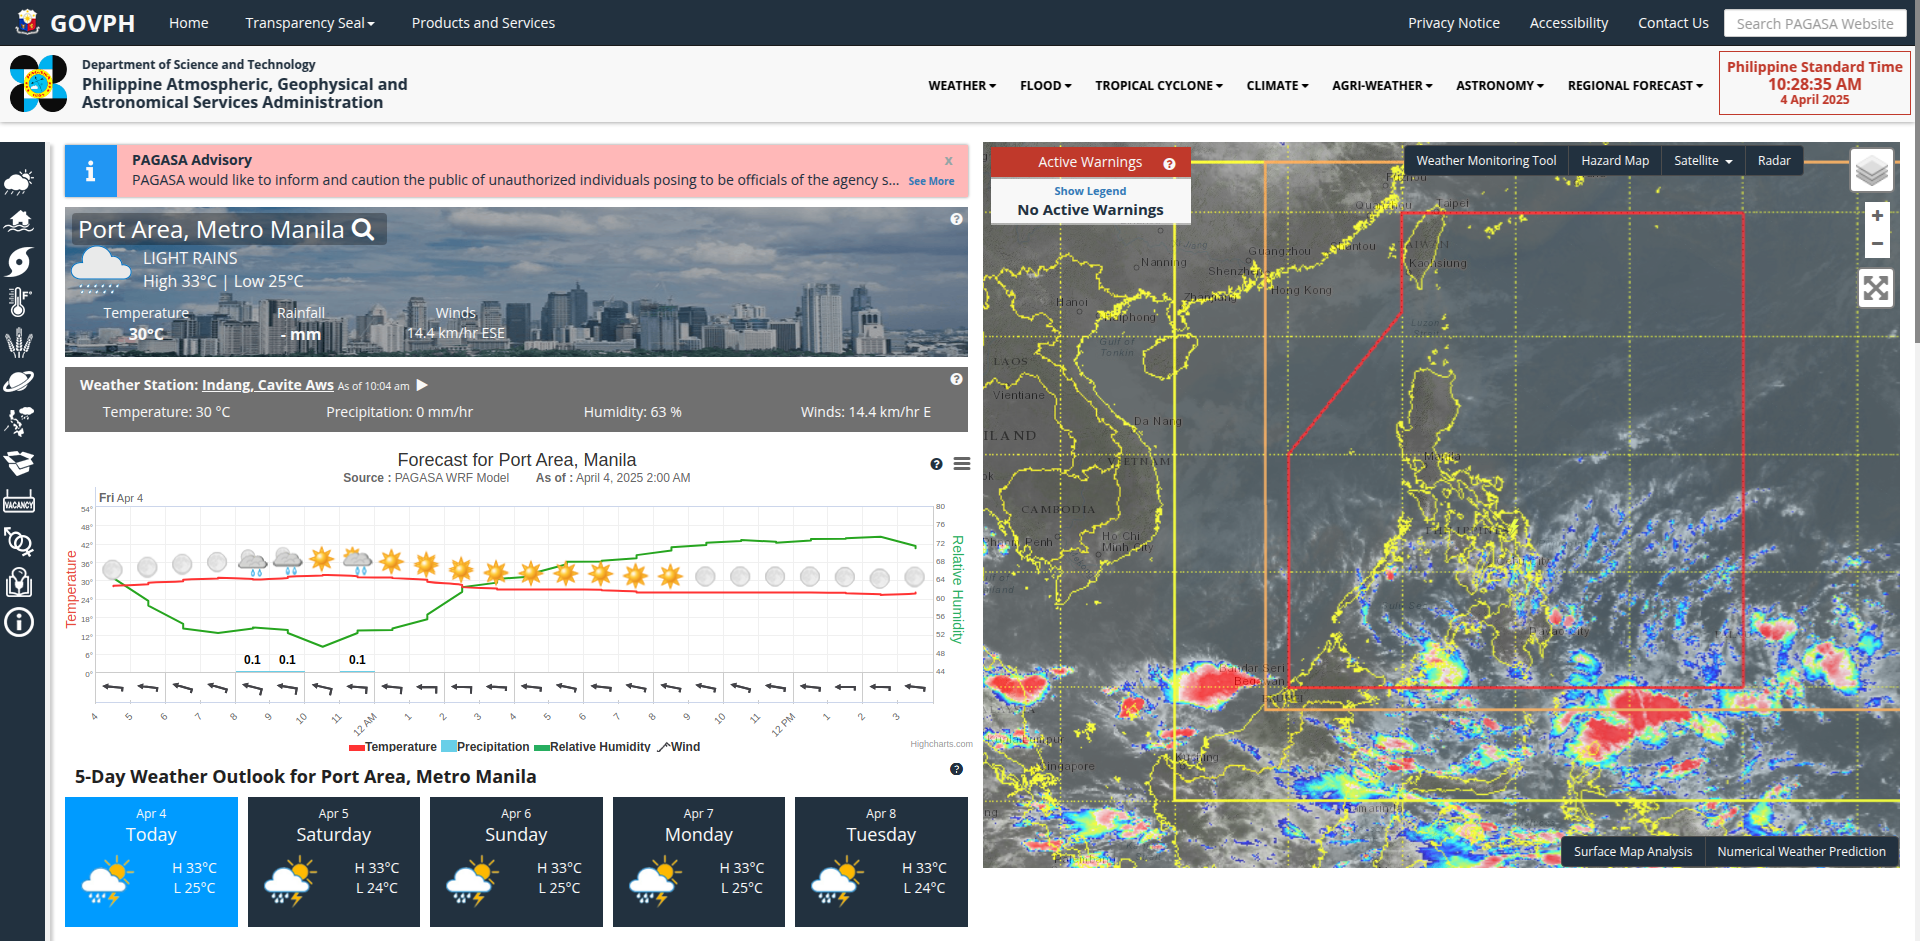 GOVPH
Home
Transparency Seal
Products and Services
Privacy Notice
Accessibility
Contact Us
Search PAGASA Website
Department of Science and Technology
Philippine Atmospheric, Geophysical and
Astronomical Services Administration
WEATHER
FLOOD
TROPICAL CYCLONE
CLIMATE
AGRI-WEATHER
ASTRONOMY
REGIONAL FORECAST
Philippine Standard Time
10:28:35 AM
4 April 2025
VACANCY
PAGASA Advisory
x
PAGASA would like to inform and caution the public of unauthorized individuals posing to be officials of the agency s... See More
Port Area, Metro Manila
LIGHT RAINS
High 33°C | Low 25°C
Temperature
Rainfall
Winds
30°C
- mm
14.4 km/hr ESE
Weather Station: Indang, Cavite Aws As of 10:04 am
Temperature: 30 °C
Precipitation: 0 mm/hr
Humidity: 63 %
Winds: 14.4 km/hr E
Forecast for Port Area, Manila
Source : PAGASA WRF Model As of : April 4, 2025 2:00 AM
Fri Apr 4
Temperature
54°
48°
42°
36°
30°
24°
18°
12°
6°
0°
80
76
72
68
64
60
56
52
48
44
Relative Humidity
0.1
0.1
0.1
4
5
6
7
8
9
10
11
12 AM
1
2
3
4
5
6
7
8
9
10
11
12 PM
1
2
3
Temperature
Precipitation
Relative Humidity
Wind
Highcharts.com
5-Day Weather Outlook for Port Area, Metro Manila
Apr 4
Today
H 33°C
L 25°C
Apr 5
Saturday
H 33°C
L 24°C
Apr 6
Sunday
H 33°C
L 25°C
Apr 7
Monday
H 33°C
L 25°C
Apr 8
Tuesday
H 33°C
L 24°C
Active Warnings
Show Legend
No Active Warnings
Weather Monitoring Tool
Hazard Map
Satellite
Radar
+
−
Taipei
TAIWAN
Kaohsiung
Guangzhou
Shenzhen
Hong Kong
Nanning
Zhanjiang
Hanoi
Haiphong
Gulf of
Tonkin
LAOS
Vientiane
Da Nang
VIETNAM
CAMBODIA
Ho Chi
Minh City
Luzon
Manila
Davao City
Bandar Seri
Begawan
Kuching
Surface Map Analysis
Numerical Weather Prediction